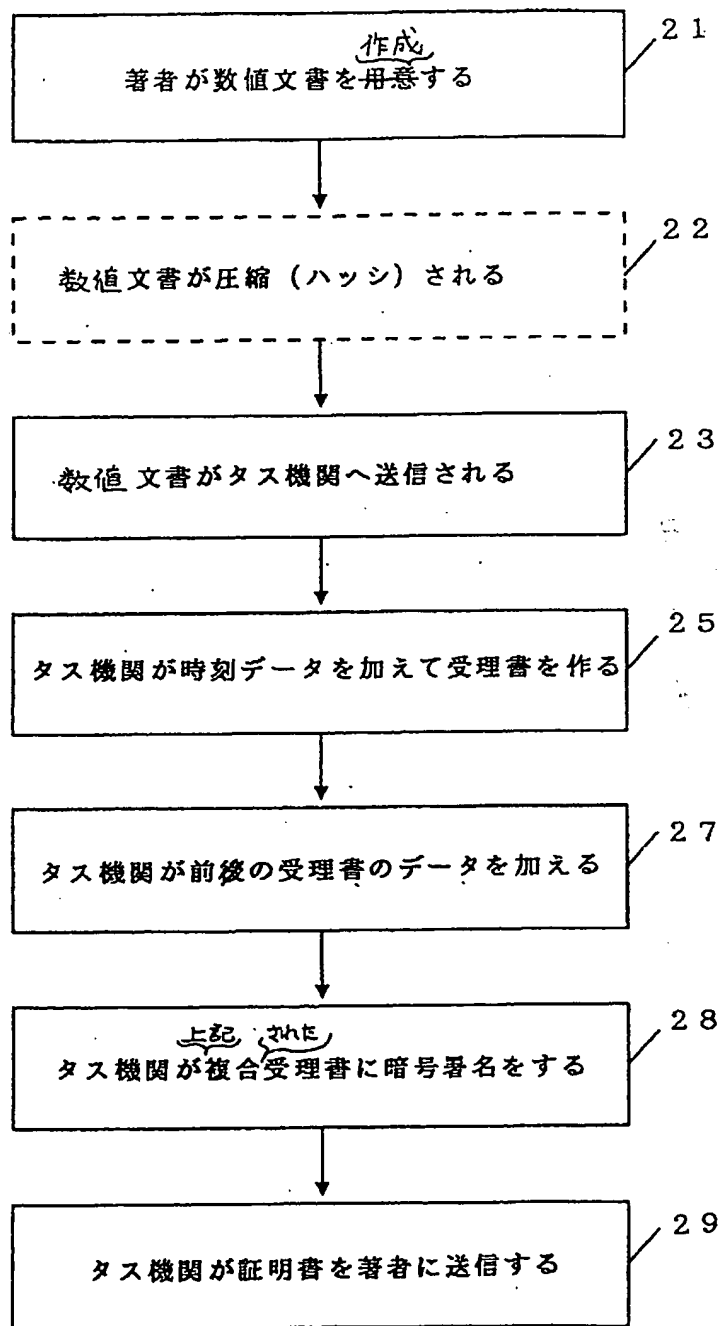 21
作成
著者が数値文書を用意する
22
数値文書が圧縮（ハッシ）される
23
数値文書がタス機関へ送信される
25
タス機関が時刻データを加えて受理書を作る
27
タス機関が前後の受理書のデータを加える
28
上記 された
タス機関が複合受理書に暗号署名をする
29
タス機関が証明書を著者に送信する